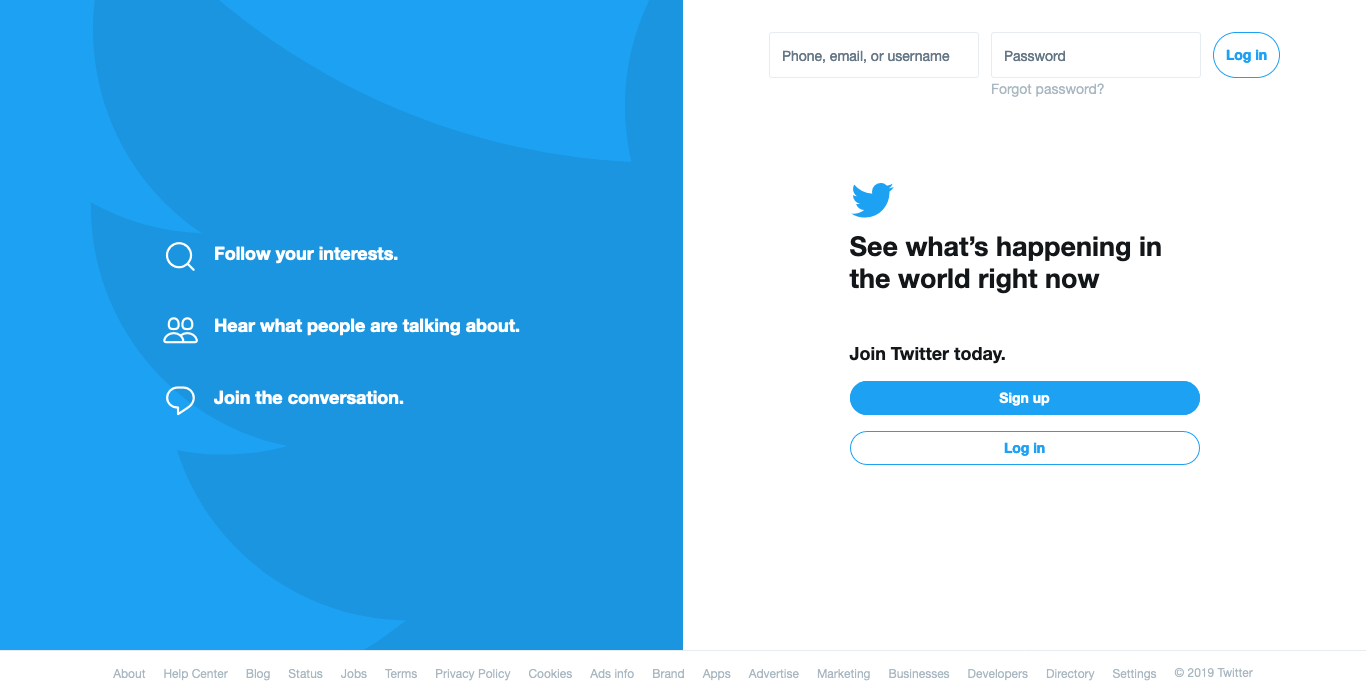 Phone, email, or username
Password
Log in
Forgot password?
Follow your interests.
Hear what people are talking about.
Join the conversation.
See what’s happening in
the world right now
Join Twitter today.
Sign up
Log in
About Help Center Blog Status Jobs Terms Privacy Policy Cookies Ads info Brand Apps Advertise Marketing Businesses Developers Directory Settings © 2019 Twitter